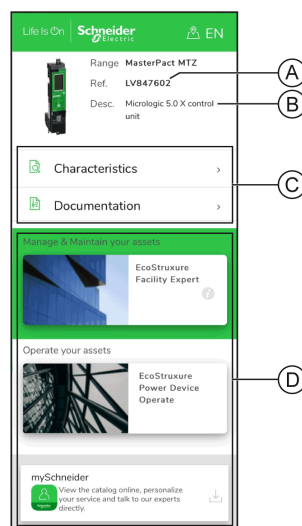 Life Is On Schneider Electric EN
Range MasterPact MTZ
Ref. LV847602
A
Desc. Micrologic 5.0 X control
unit
B
Characteristics
C
Documentation
Manage & Maintain your assets
EcoStruxure
Facility Expert
Operate your assets
EcoStruxure
Power Device
Operate
D
mySchneider
View the catalog online, personalize
your service and talk to our experts
directly.